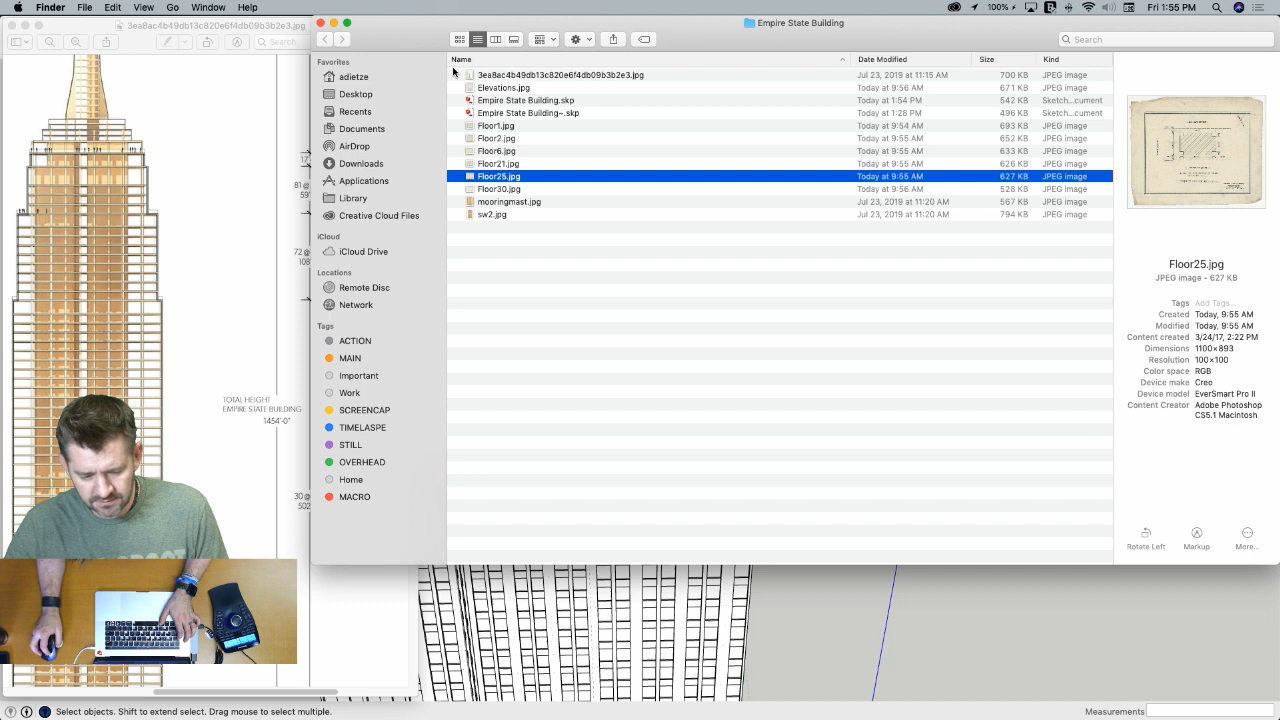 Finder File Edit View Go Window Help 100% Fri 1:55 PM
3ea8ac4b49db13c820e6f4db09b3b2e3.jpg
Search
TOTAL HEIGHT
EMPIRE STATE BUILDING
1454'-0"
Empire State Building
Search
Favorites
adietze
Desktop
Recents
Documents
AirDrop
Downloads
Applications
Library
Creative Cloud Files
iCloud
iCloud Drive
Locations
Remote Disc
Network
Tags
ACTION
MAIN
Important
Work
SCREENCAP
TIMELASPE
STILL
OVERHEAD
Home
MACRO
Name Date Modified Size Kind
3ea8ac4b49db13c820e6f4db09b3b2e3.jpg Jul 23, 2019 at 11:15 AM 700 KB JPEG image
Elevations.jpg Today at 9:56 AM 671 KB JPEG image
Empire State Building.skp Today at 1:54 PM 542 KB Sketch...cument
Empire State Building~.skp Today at 1:28 PM 496 KB Sketch...cument
Floor1.jpg Today at 9:54 AM 693 KB JPEG image
Floor2.jpg Today at 9:55 AM 652 KB JPEG image
Floor6.jpg Today at 9:55 AM 633 KB JPEG image
Floor21.jpg Today at 9:55 AM 626 KB JPEG image
Floor25.jpg Today at 9:55 AM 627 KB JPEG image
Floor30.jpg Today at 9:56 AM 528 KB JPEG image
mooringmast.jpg Jul 23, 2019 at 11:20 AM 567 KB JPEG image
sw2.jpg Jul 23, 2019 at 11:20 AM 794 KB JPEG image
Floor25.jpg
JPEG image - 627 KB
Tags Add Tags...
Created Today, 9:55 AM
Modified Today, 9:55 AM
Content created 3/24/17, 2:22 PM
Dimensions 1100×893
Resolution 100×100
Color space RGB
Device make Creo
Device model EverSmart Pro II
Content Creator Adobe Photoshop
CS5.1 Macintosh
Rotate Left Markup More...
Select objects. Shift to extend select. Drag mouse to select multiple. Measurements